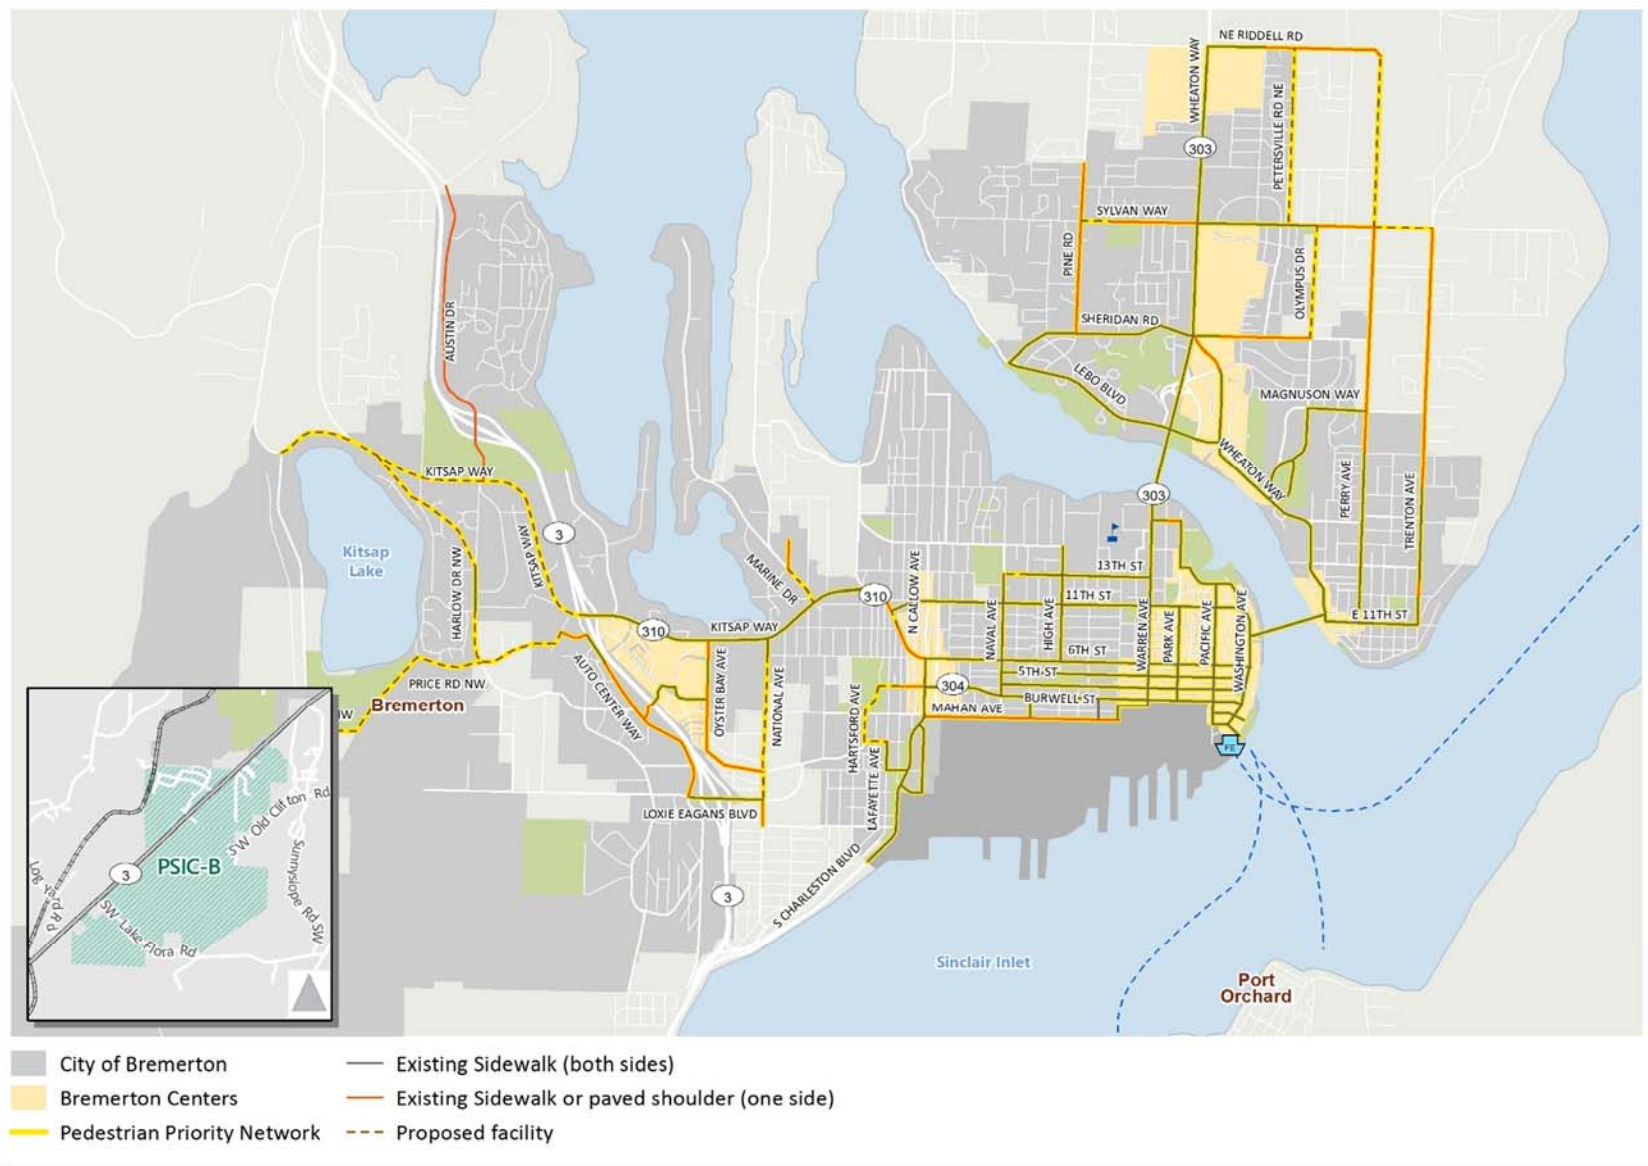 NE RIDDELL RD
WHEATON WAY
PETERSVILLE RD NE
303
SYLVAN WAY
PINE RD
OLYMPUS DR
SHERIDAN RD
AUSTIN DR
LEBO BLVD
MAGNUSON WAY
WHEATON WAY
KITSAP WAY
PERRY AVE
TRENTON AVE
303
3
KITSAP WAY
Kitsap
Lake
HARLOW DR NW
MARINE DR
N CALLOW AVE
13TH ST
310
11TH ST
NAVAL AVE
HIGH AVE
WARREN AVE
PARK AVE
PACIFIC AVE
WASHINGTON AVE
E 11TH ST
310
KITSAP WAY
6TH ST
5TH ST
AUTO CENTER WAY
OYSTER BAY AVE
NATIONAL AVE
HARTSFORD AVE
304
BURWELL ST
MAHAN AVE
PRICE RD NW
NW
Bremerton
LAFAYETTE AVE
LOXIE EAGANS BLVD
S CHARLESTON BLVD
3
Sinclair Inlet
Port
Orchard
SW Old Clifton Rd
PSIC-B
3
Sunnyslope Rd SW
Log Yard Rd
SW Lake Flora Rd
City of Bremerton
Existing Sidewalk (both sides)
Bremerton Centers
Existing Sidewalk or paved shoulder (one side)
Pedestrian Priority Network
Proposed facility